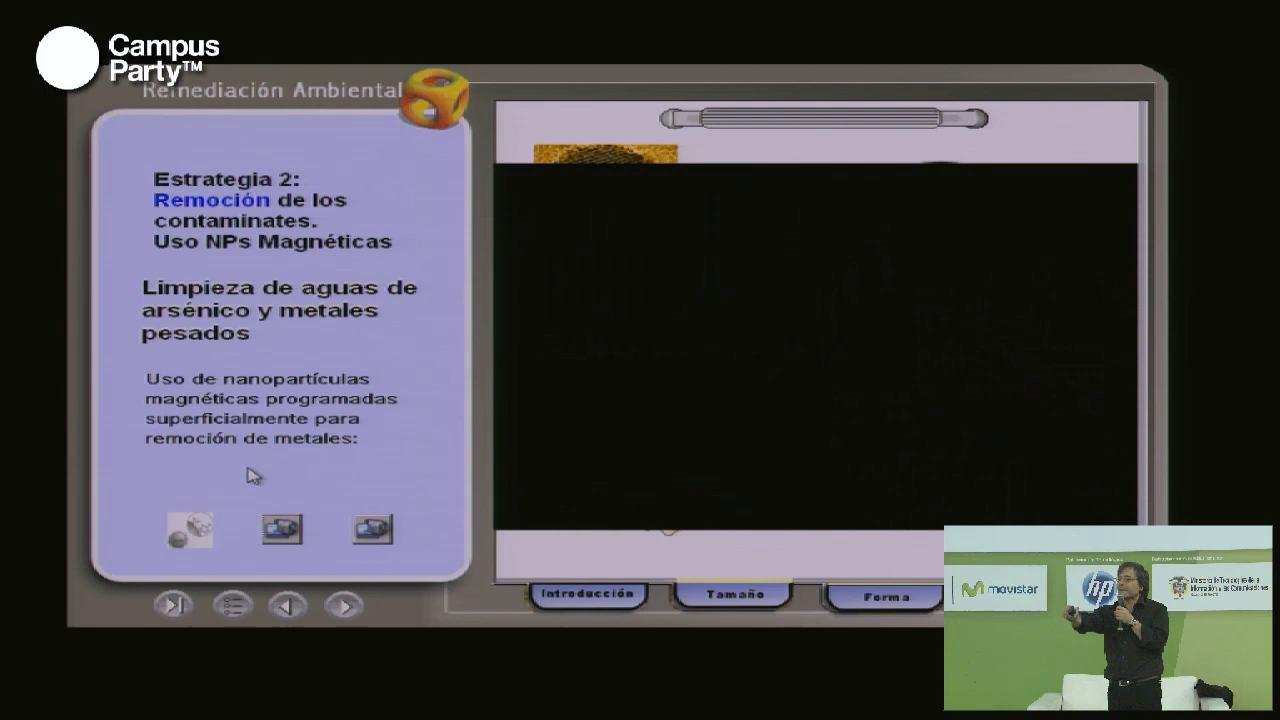 Campus
Party™
Remediación Ambiental
Estrategia 2:
Remoción de los
contaminates.
Uso NPs Magnéticas
Limpieza de aguas de
arsénico y metales
pesados
Uso de nanopartículas
magnéticas programadas
superficialmente para
remoción de metales:
Introducción
Tamaño
Forma
movistar
hp